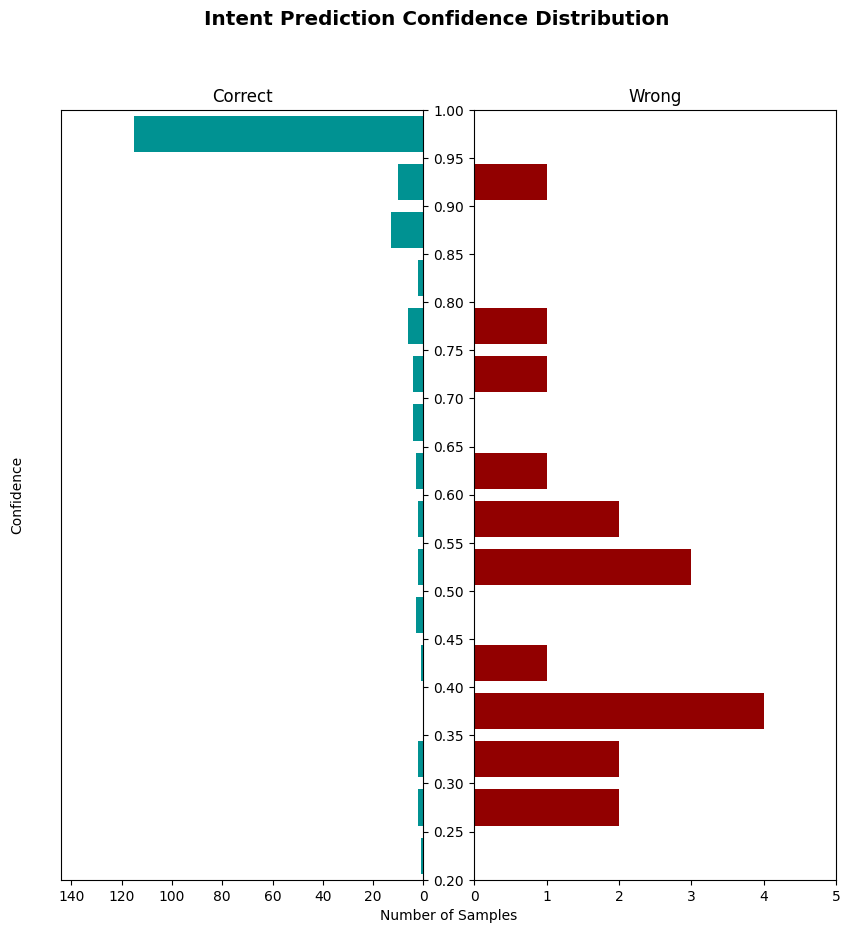 Intent Prediction Confidence Distribution
Correct
Wrong
1.00
0.95
0.90
0.85
0.80
0.75
0.70
0.65
0.60
0.55
0.50
0.45
0.40
0.35
0.30
0.25
0.20
Confidence
140 120 100 80 60 40 20 0
0 1 2 3 4 5
Number of Samples